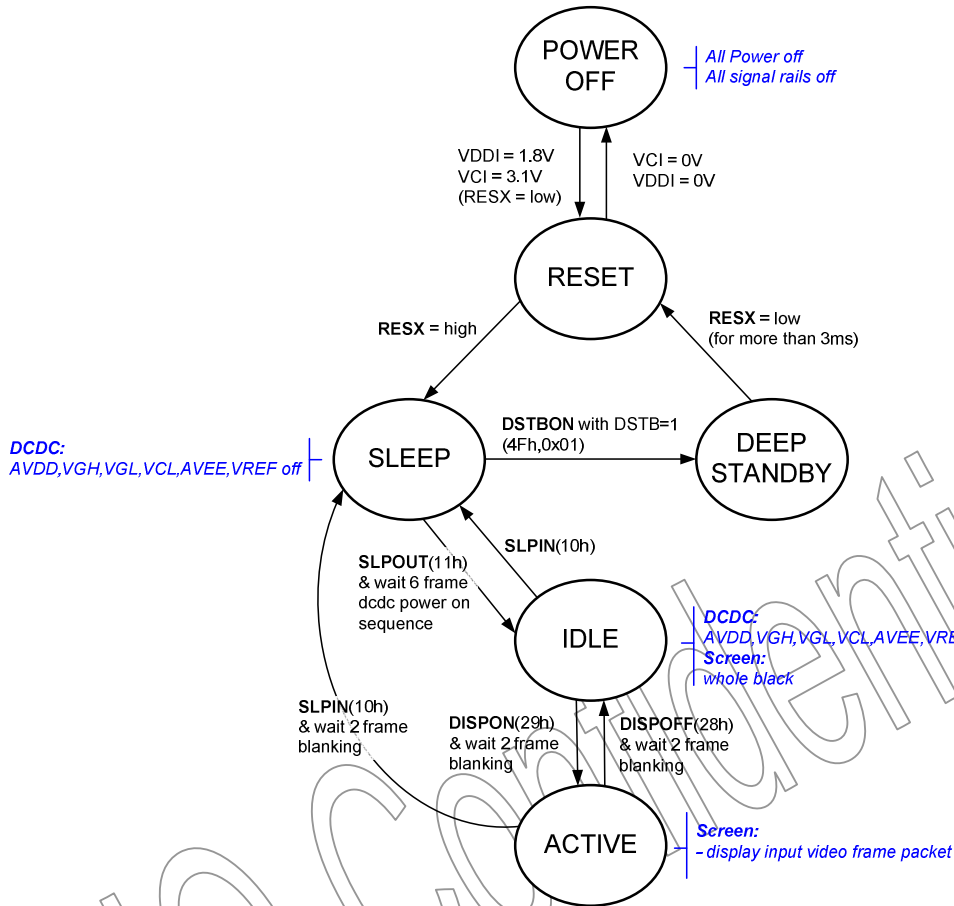 POWER
OFF
All Power off
All signal rails off
VDDI = 1.8V
VCI = 3.1V
(RESX = low)
VCI = 0V
VDDI = 0V
RESET
RESX = high
RESX = low
(for more than 3ms)
DCDC:
AVDD,VGH,VGL,VCL,AVEE,VREF off
SLEEP
DSTBON with DSTB=1
(4Fh,0x01)
DEEP
STANDBY
SLPOUT(11h)
& wait 6 frame
dcdc power on
sequence
SLPIN(10h)
IDLE
DCDC:
AVDD,VGH,VGL,VCL,AVEE,
Screen:
whole black
SLPIN(10h)
& wait 2 frame
blanking
DISPON(29h)
& wait 2 frame
blanking
DISPOFF(28h)
& wait 2 frame
blanking
ACTIVE
Screen:
- display input video frame packet